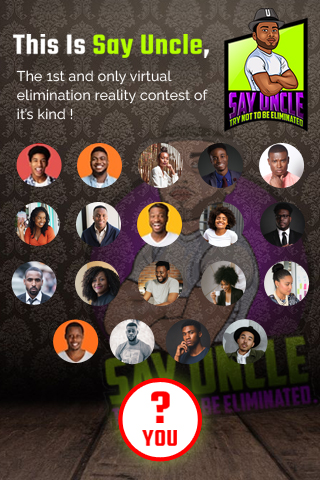 This Is Say Uncle,
The 1st and only virtual
elimination reality contest of
it's kind !
U
SAY UNCLE
TRY NOT TO BE ELIMINATED
SAY UNCLE
BE ELIMINATED.
?
YOU